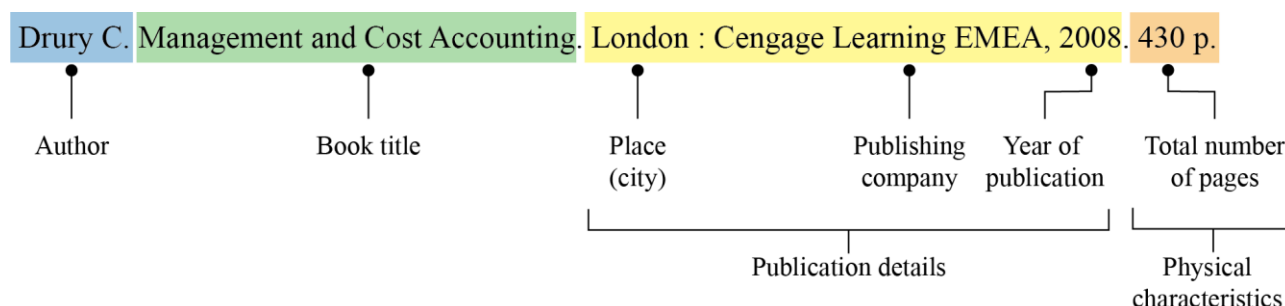 Drury C. Management and Cost Accounting. London : Cengage Learning EMEA, 2008. 430 p.
Author
Book title
Place
(city)
Publishing
company
Year of
publication
Total number
of pages
Publication details
Physical
characteristics